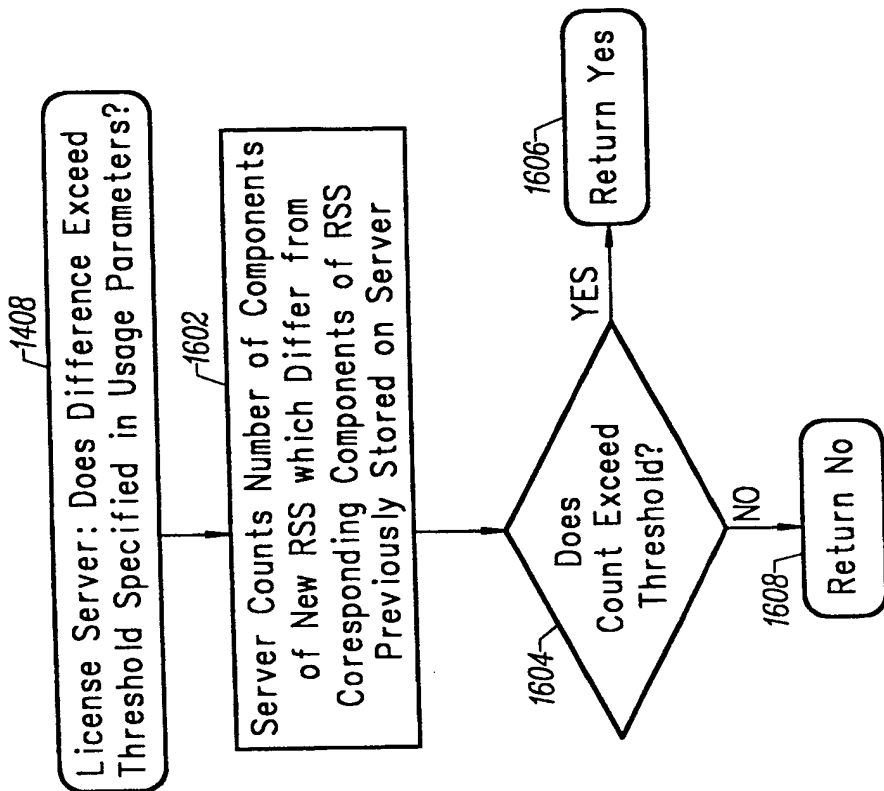 1408
License Server: Does Difference Exceed
Threshold Specified in Usage Parameters?
1602
Server Counts Number of Components
of New RSS which Differ from
Coresponding Components of RSS
Previously Stored on Server
1604
Does
Count Exceed
Threshold?
YES
1606
Return Yes
NO
1608
Return No